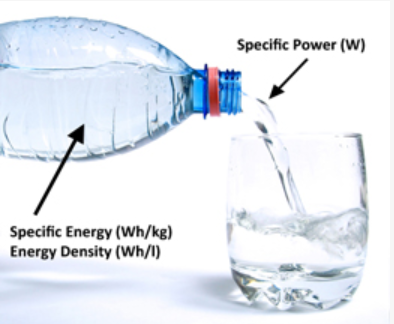 Specific Power (W)
Specific Energy (Wh/kg)
Energy Density (Wh/l)